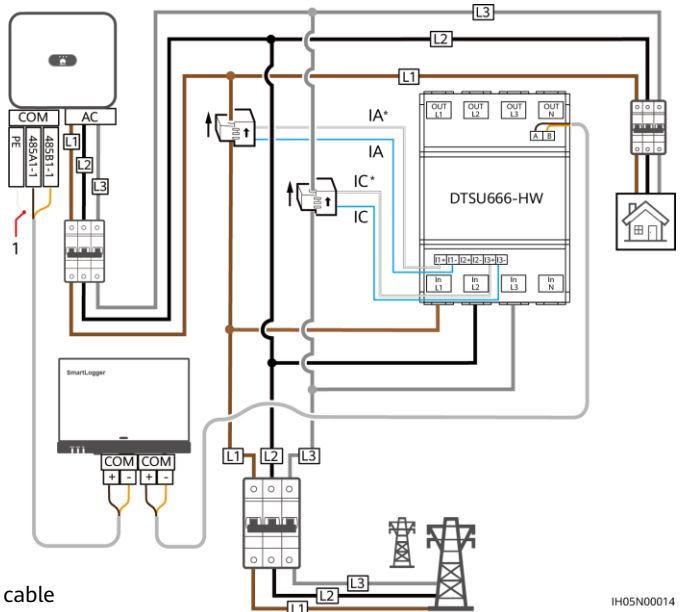 L3
L2
L1
COM
AC
PE
485A1-1
485B1-1
L1
L2
L3
1
IA*
IA
IC*
IC
OUT
L1
OUT
L2
OUT
L3
OUT
N
A B
DTSU666-HW
I1+ I1- I2+ I2- I3+ I3-
In
L1
In
L2
In
L3
In
N
SmartLogger
COM COM
+ - + -
L1 L2 L3
L3
L2
L1
cable
IH05N00014